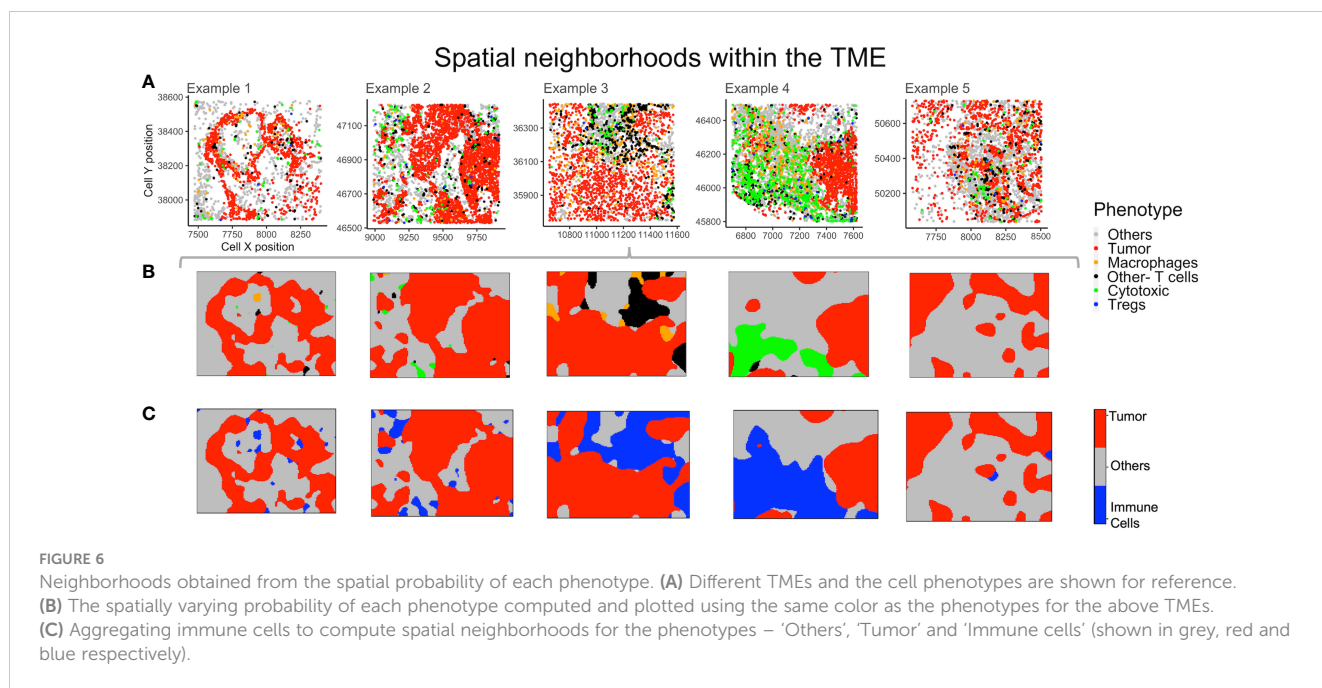 Spatial neighborhoods within the TME
A
Example 1
Example 2
Example 3
Example 4
Example 5
Cell Y position
38600
38400
38200
38000
7500 7750 8000 8250
Cell X position
47100
46900
46700
46500
9000 9250 9500 9750
36300
36100
35900
10800 11000 11200 11400 11600
46400
46200
46000
45800
6800 7000 7200 7400 7600
50600
50400
50200
7750 8000 8250 8500
Phenotype
Others
Tumor
Macrophages
Other- T cells
Cytotoxic
Tregs
B
C
Tumor
Others
Immune
Cells
FIGURE 6
Neighborhoods obtained from the spatial probability of each phenotype. (A) Different TMEs and the cell phenotypes are shown for reference.
(B) The spatially varying probability of each phenotype computed and plotted using the same color as the phenotypes for the above TMEs.
(C) Aggregating immune cells to compute spatial neighborhoods for the phenotypes – ‘Others’, ‘Tumor’ and ‘Immune cells’ (shown in grey, red and
blue respectively).